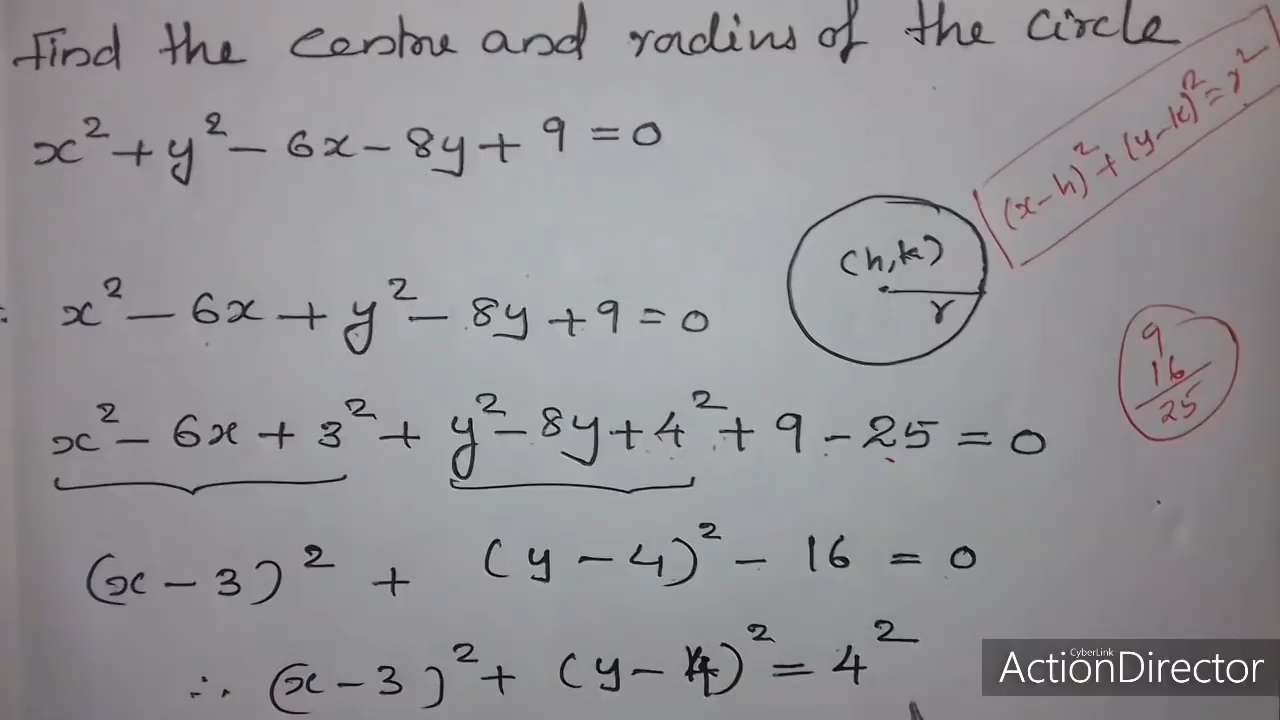 Find the centre and radius of the circle
(x-h)² + (y-k)² = r²
x² + y² - 6x - 8y + 9 = 0
(h,k)
r
x² - 6x + y² - 8y + 9 = 0
9
16
25
x² - 6x + 3² + y² - 8y + 4² + 9 - 25 = 0
(x - 3)² + (y - 4)² - 16 = 0
∴ (x - 3)² + (y - 4)² = 4²
CyberLink
ActionDirector